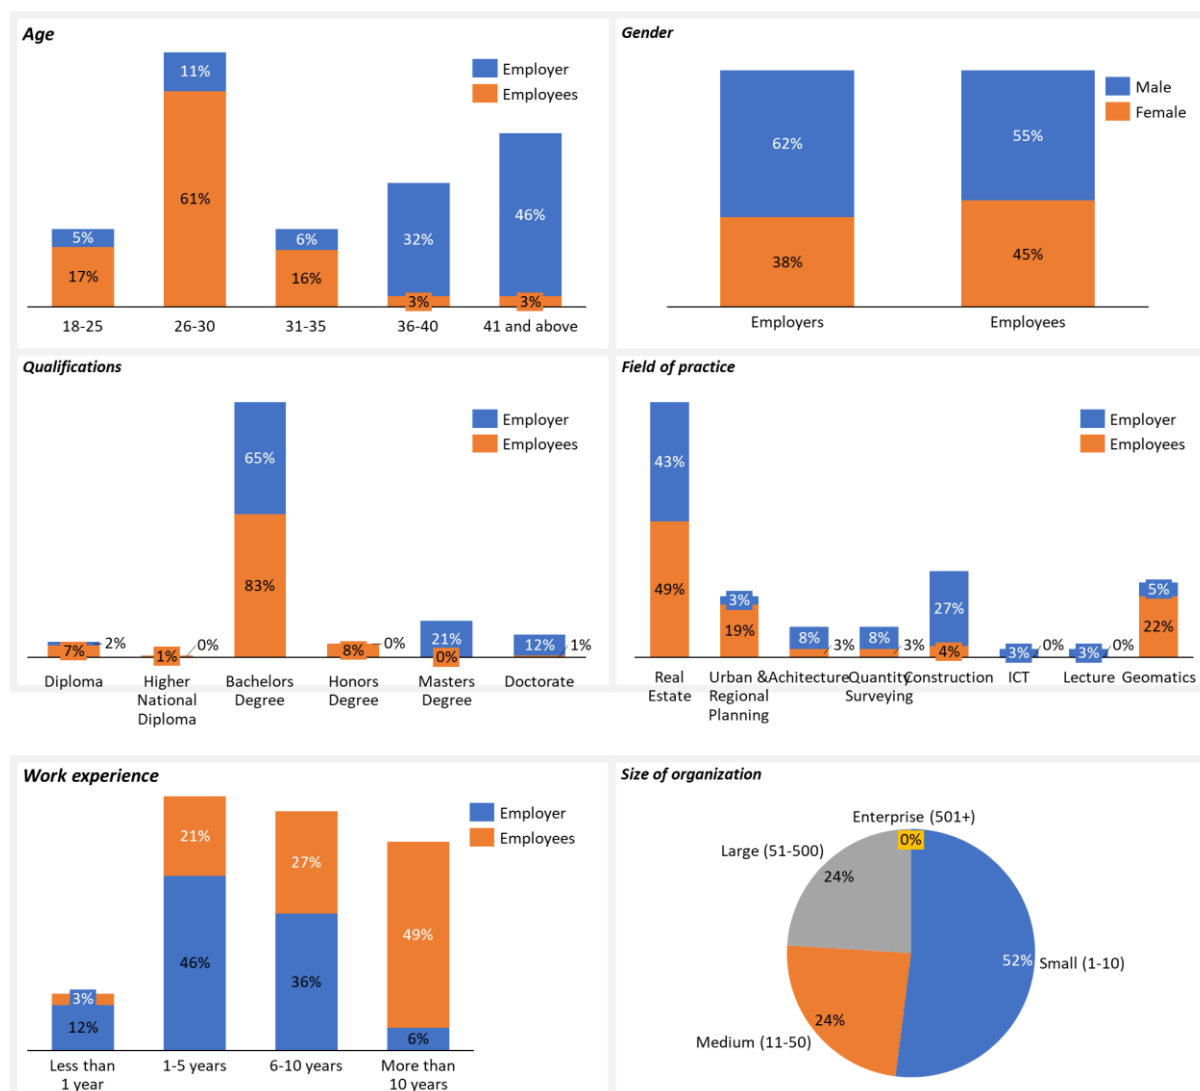 Age
Employer
Employees
11%
61%
5%
17%
6%
16%
32%
3%
46%
3%
18-25
26-30
31-35
36-40
41 and above
Gender
Male
Female
62%
55%
38%
45%
Employers
Employees
Qualifications
Employer
Employees
65%
83%
2%
7%
0%
1%
0%
8%
21%
0%
12%
1%
Diploma
Higher
National
Diploma
Bachelors
Degree
Honors
Degree
Masters
Degree
Doctorate
Field of practice
Employer
Employees
43%
49%
3%
19%
8%
3%
8%
3%
27%
4%
3%
0%
3%
0%
5%
22%
Real
Estate
Urban &
Regional
Planning
Achitecture
Quantity
Surveying
Construction
ICT
Lecture
Geomatics
Work experience
Employer
Employees
3%
12%
21%
46%
27%
36%
49%
6%
Less than
1 year
1-5 years
6-10 years
More than
10 years
Size of organization
Enterprise (501+)
0%
Large (51-500)
24%
52%
Small (1-10)
24%
Medium (11-50)